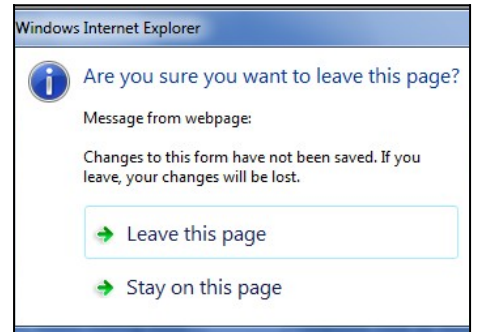 Windows Internet Explorer
Are you sure you want to leave this page?
Message from webpage:
Changes to this form have not been saved. If you
leave, your changes will be lost.
Leave this page
Stay on this page